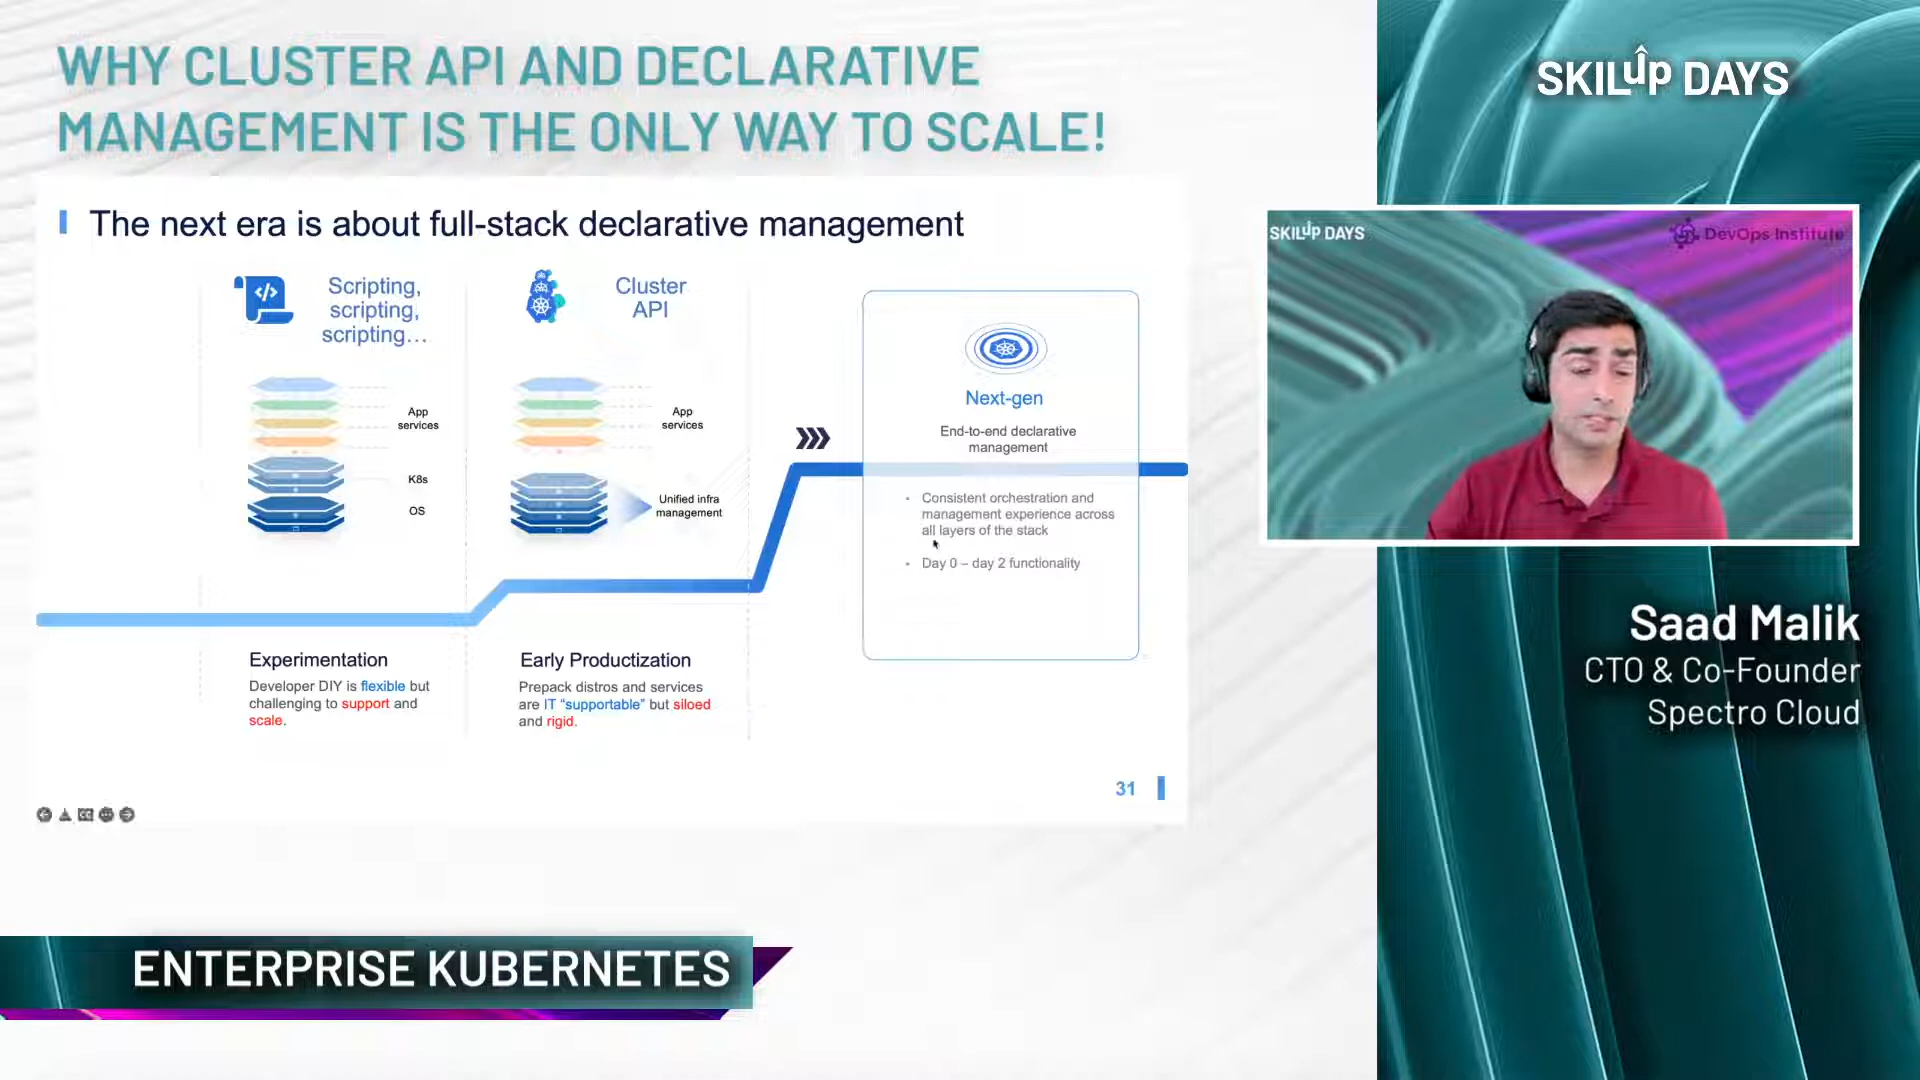 WHY CLUSTER API AND DECLARATIVE
MANAGEMENT IS THE ONLY WAY TO SCALE!
The next era is about full-stack declarative management
Scripting,
scripting,
scripting…
App
services
K8s
OS
Cluster
API
App
services
Unified infra
management
Next-gen
End-to-end declarative
management
• Consistent orchestration and
management experience across
all layers of the stack
• Day 0 – day 2 functionality
Experimentation
Developer DIY is flexible but
challenging to support and
scale.
Early Productization
Prepack distros and services
are IT "supportable" but siloed
and rigid.
31
ENTERPRISE KUBERNETES
SKILup DAYS
SKILup DAYS
DevOps Institute
Saad Malik
CTO & Co-Founder
Spectro Cloud